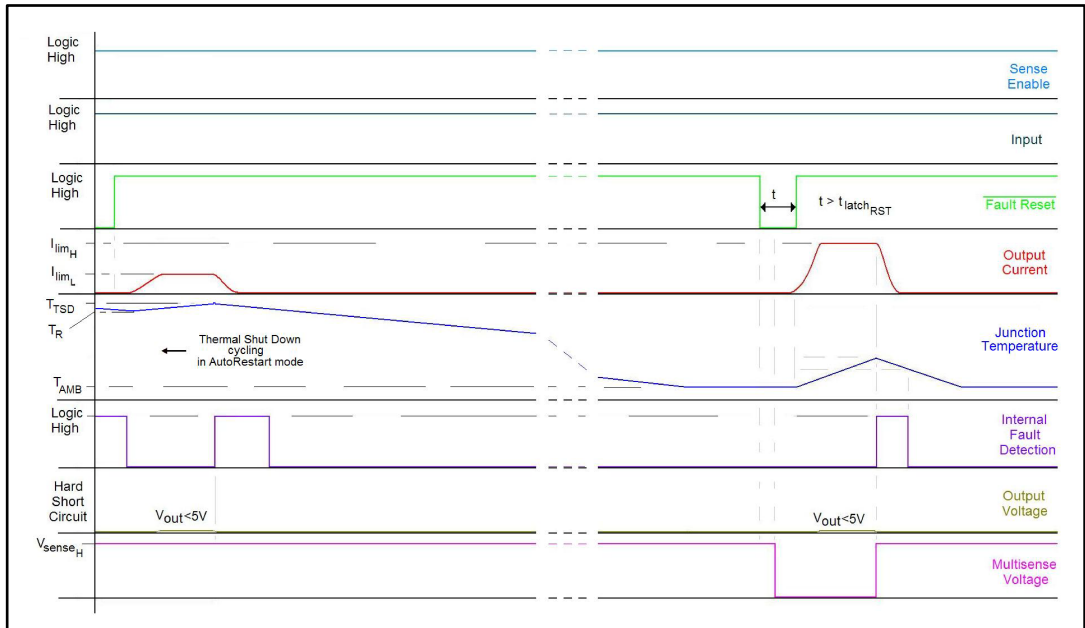 Logic
High
Sense
Enable
Logic
High
Input
Logic
High
t
t > tlatchRST
Fault Reset
IlimH
IlimL
Output
Current
TTSD
TR
Thermal Shut Down
cycling
in AutoRestart mode
Junction
Temperature
TAMB
Logic
High
Internal
Fault
Detection
Hard
Short
Circuit
Vout<5V
Vout<5V
Output
Voltage
VsenseH
Multisense
Voltage